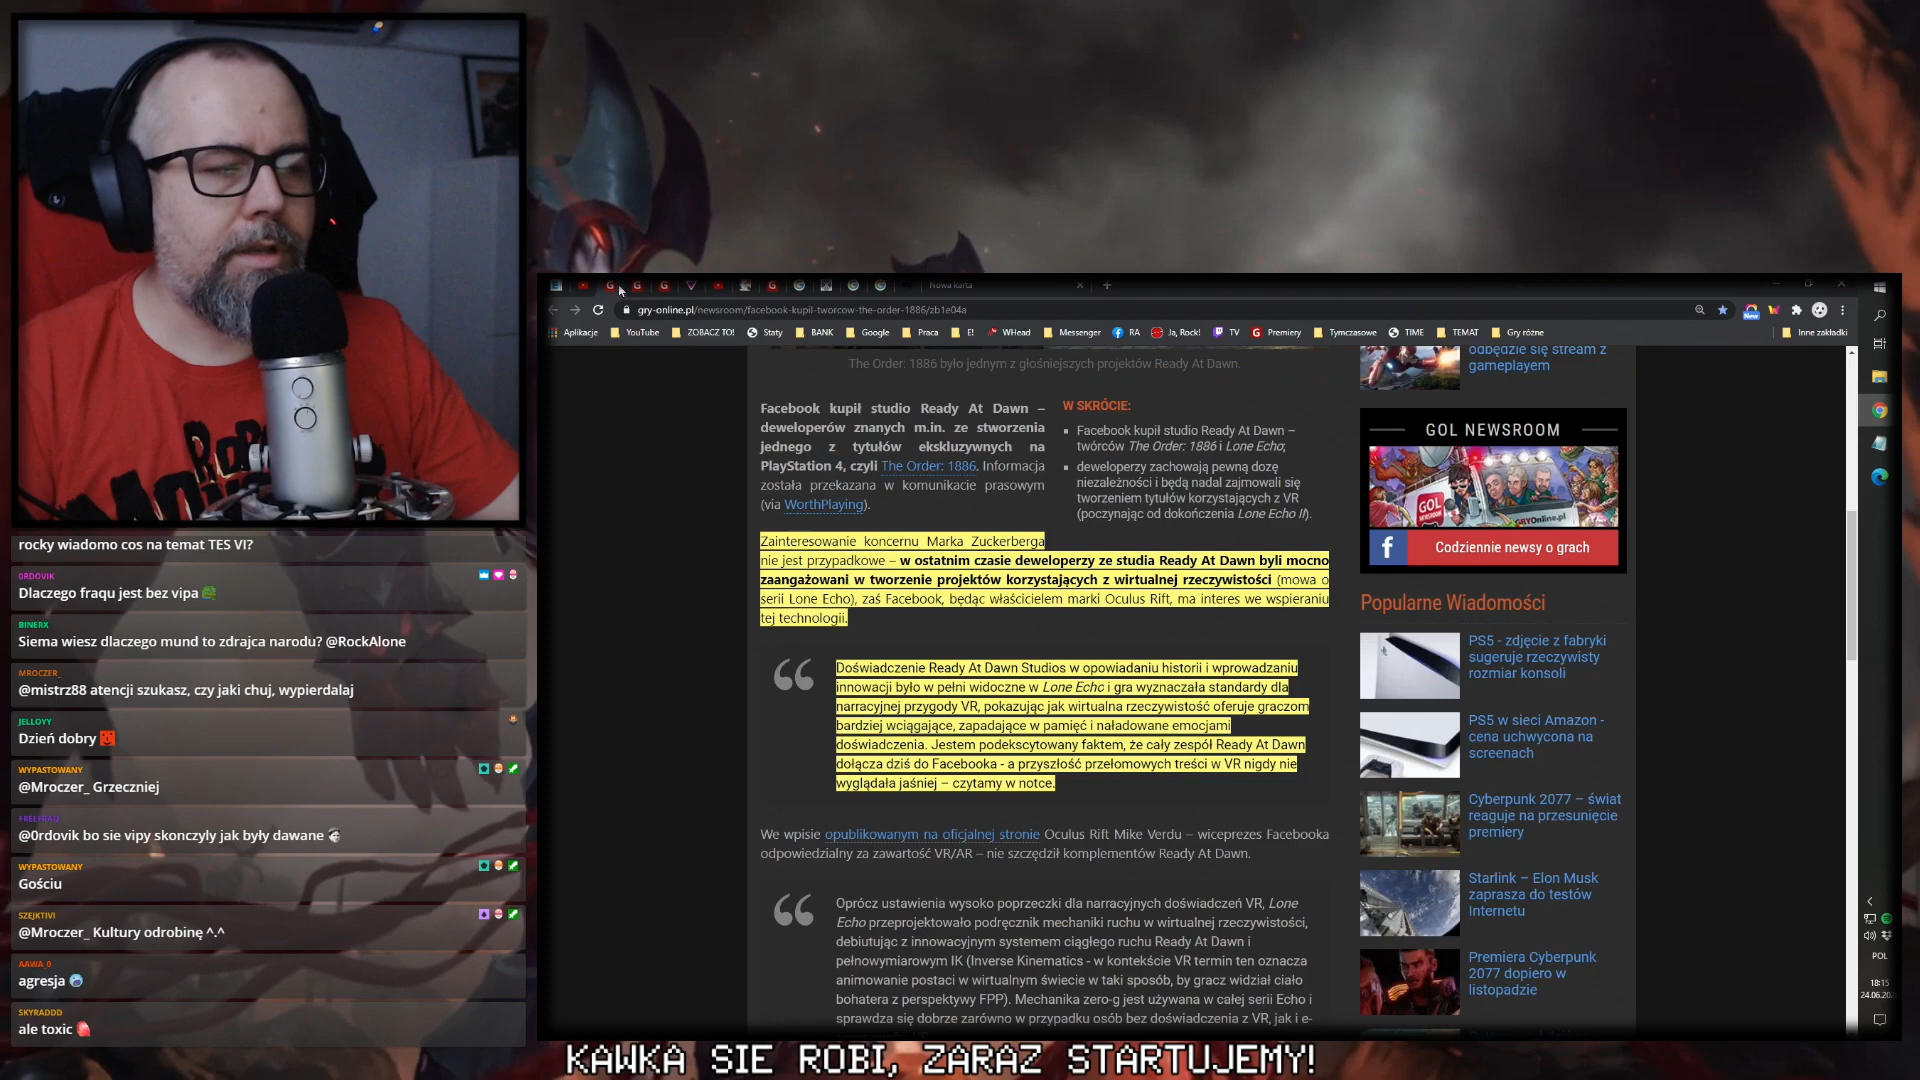 Nowa karta
gry-online.pl/newsroom/facebook-kupil-tworcow-the-order-1886/zb1e04a
Aplikacje YouTube ZOBACZ TO! Staty BANK Google Praca E! WHead Messenger RA Ja, Rock! TV Premiery Tymczasowe TIME TEMAT Gry różne Inne zakładki
The Order: 1886 było jednym z głośniejszych projektów Ready At Dawn.
Facebook kupił studio Ready At Dawn –
deweloperów znanych m.in. ze stworzenia
jednego z tytułów ekskluzywnych na
PlayStation 4, czyli The Order: 1886. Informacja
została przekazana w komunikacie prasowym
(via WorthPlaying).
W SKRÓCIE:
Facebook kupił studio Ready At Dawn –
twórców The Order: 1886 i Lone Echo;
deweloperzy zachowają pewną dozę
niezależności i będą nadal zajmowali się
tworzeniem tytułów korzystających z VR
(poczynając od dokończenia Lone Echo II).
Zainteresowanie koncernu Marka Zuckerberga
nie jest przypadkowe – w ostatnim czasie deweloperzy ze studia Ready At Dawn byli mocno
zaangażowani w tworzenie projektów korzystających z wirtualnej rzeczywistości (mowa o
serii Lone Echo), zaś Facebook, będąc właścicielem marki Oculus Rift, ma interes we wspieraniu
tej technologii.
Doświadczenie Ready At Dawn Studios w opowiadaniu historii i wprowadzaniu
innowacji było w pełni widoczne w Lone Echo i gra wyznaczała standardy dla
narracyjnej przygody VR, pokazując jak wirtualna rzeczywistość oferuje graczom
bardziej wciągające, zapadające w pamięć i naładowane emocjami
doświadczenia. Jestem podekscytowany faktem, że cały zespół Ready At Dawn
dołącza dziś do Facebooka - a przyszłość przełomowych treści w VR nigdy nie
wyglądała jaśniej – czytamy w notce.
We wpisie opublikowanym na oficjalnej stronie Oculus Rift Mike Verdu – wiceprezes Facebooka
odpowiedzialny za zawartość VR/AR – nie szczędził komplementów Ready At Dawn.
Oprócz ustawienia wysoko poprzeczki dla narracyjnych doświadczeń VR, Lone
Echo przeprojektowało podręcznik mechaniki ruchu w wirtualnej rzeczywistości,
debiutując z innowacyjnym systemem ciągłego ruchu Ready At Dawn i
pełnowymiarowym IK (Inverse Kinematics - w kontekście VR termin ten oznacza
animowanie postaci w wirtualnym świecie w taki sposób, by gracz widział ciało
bohatera z perspektywy FPP). Mechanika zero-g jest używana w całej serii Echo i
sprawdza się dobrze zarówno w przypadku osób bez doświadczenia z VR, jak i e-
odbędzie się stream z
gameplayem
GOL NEWSROOM
GOL
GRYOnline.pl
Codziennie newsy o grach
Popularne Wiadomości
PS5 - zdjęcie z fabryki
sugeruje rzeczywisty
rozmiar konsoli
PS5 w sieci Amazon -
cena uchwycona na
screenach
Cyberpunk 2077 – świat
reaguje na przesunięcie
premiery
Starlink – Elon Musk
zaprasza do testów
Internetu
Premiera Cyberpunk
2077 dopiero w
listopadzie
POL
18:15
rocky wiadomo cos na temat TES VI?
0RDOVIK
Dlaczego fraqu jest bez vipa
BINERX
Siema wiesz dlaczego mund to zdrajca narodu? @RockAlone
MROCZER_
@mistrz88 atencji szukasz, czy jaki chuj, wypierdalaj
JELLOYY
Dzień dobry
WYPASTOWANY
@Mroczer_ Grzeczniej
@0rdovik bo sie vipy skonczyly jak były dawane
WYPASTOWANY
Gościu
SZEJKTIVI
@Mroczer_ Kultury odrobinę ^.^
AAWA_0
agresja
SKYRADDD
ale toxic
KAWKA SIE ROBI, ZARAZ STARTUJEMY!